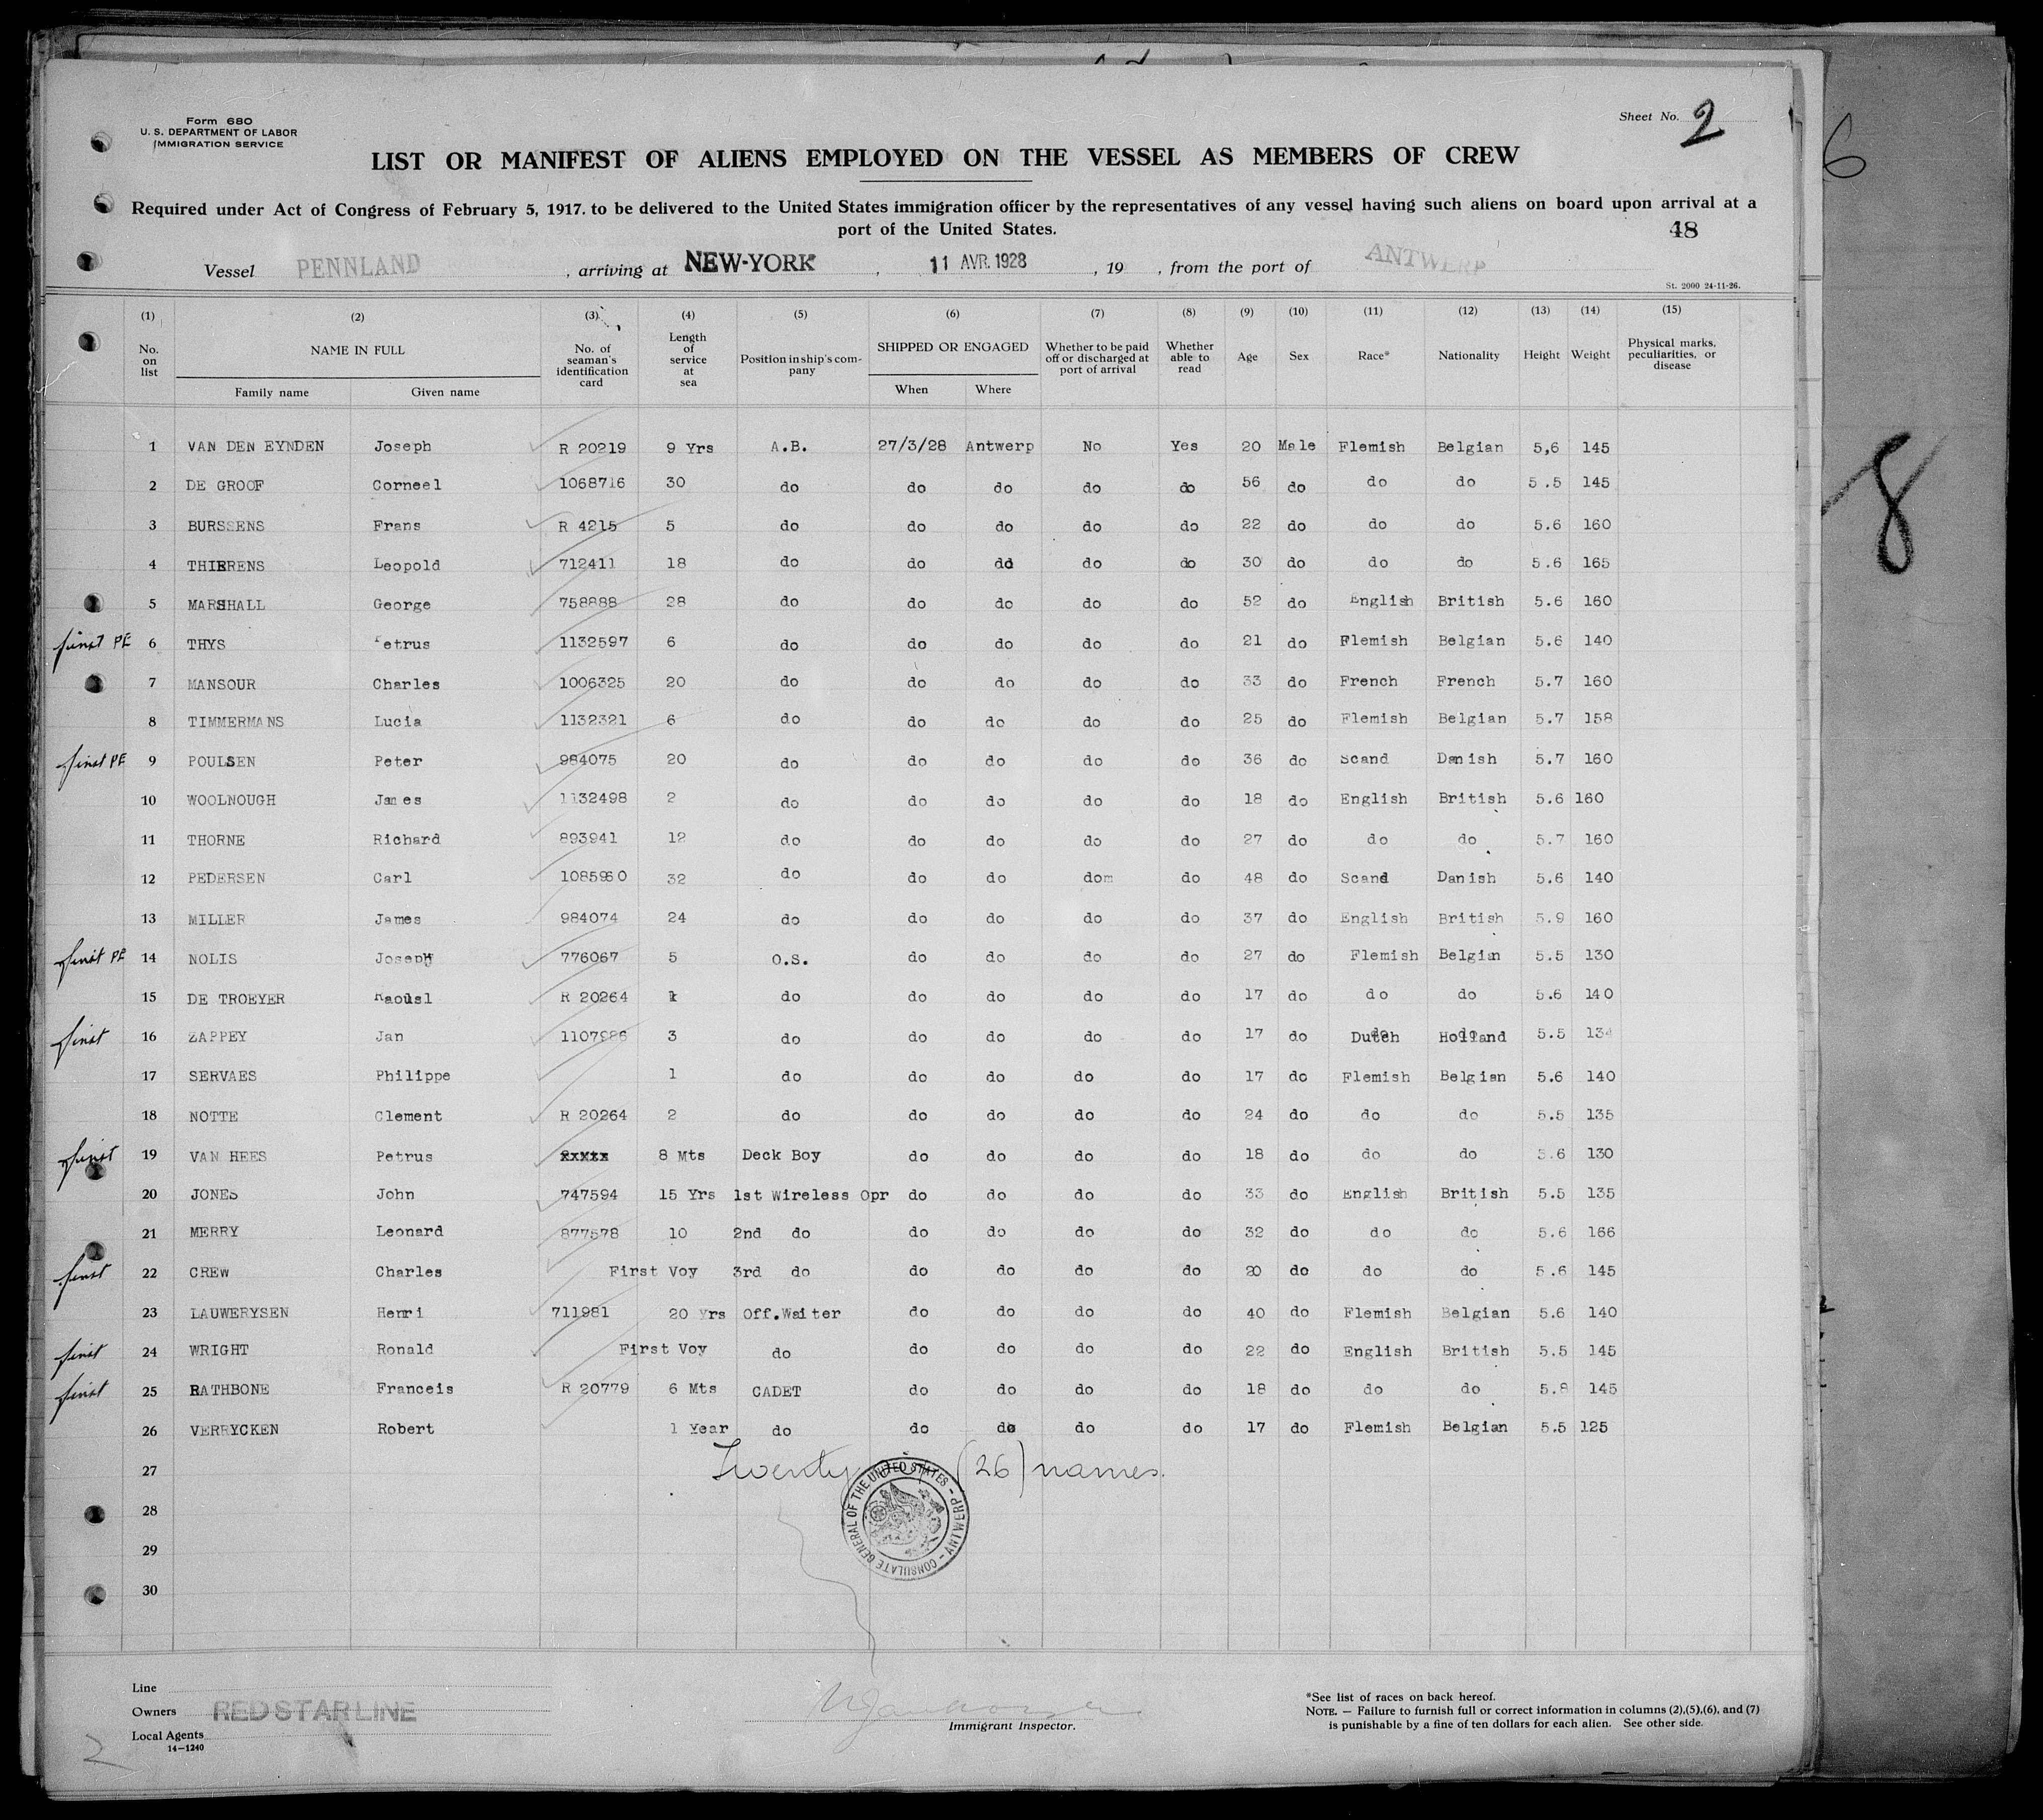 Form 680
U. S. DEPARTMENT OF LABOR
IMMIGRATION SERVICE
Sheet No. 2
LIST OR MANIFEST OF ALIENS EMPLOYED ON THE VESSEL AS MEMBERS OF CREW
6
Required under Act of Congress of February 5, 1917. to be delivered to the United States immigration officer by the representatives of any vessel having such aliens on board upon arrival at a
port of the United States.
48
Vessel PENNLAND , arriving at NEW-YORK , 11 AVR. 1928 , 19 , from the port of ANTWERP
St. 2000 24-11-26.
(1) (2) (3) (4) (5) (6) (7) (8) (9) (10) (11) (12) (13) (14) (15)
No. on list NAME IN FULL Family name Given name No. of seaman's identification card Length of service at sea Position in ship's company SHIPPED OR ENGAGED When Where Whether to be paid off or discharged at port of arrival Whether able to read Age Sex Race* Nationality Height Weight Physical marks, peculiarities, or disease
1 VAN DEN EYNDEN Joseph R 20219 9 Yrs A.B. 27/3/28 Antwerp No Yes 20 Male Flemish Belgian 5,6 145
2 DE GROOF Corneel 1068716 30 do do do do do 56 do do do 5.5 145
8
3 BURSSENS Frans R 4215 5 do do do do do 22 do do do 5.6 160
4 THIERENS Leopold 712411 18 do do do do do 30 do do do 5.6 165
5 MARSHALL George 758888 28 do do do do do 52 do English British 5.6 160
first PE 6 THYS Petrus 1132597 6 do do do do do 21 do Flemish Belgian 5.6 140
7 MANSOUR Charles 1006325 20 do do do do do 33 do French French 5.7 160
8 TIMMERMANS Lucia 1132321 6 do do do do do 25 do Flemish Belgian 5.7 158
first PE 9 POULSEN Peter 984075 20 do do do do do 36 do Scand Danish 5.7 160
10 WOOLNOUGH James 1132498 2 do do do do do 18 do English British 5.6 160
11 THORNE Richard 893941 12 do do do do do 27 do do do 5.7 160
12 PEDERSEN Carl 32 do do do dom do 48 do Scand Danish 5.6 140
13 MILLER James 984074 24 do do do do do 37 do English British 5.9 160
first PE 14 NOLIS Joseph 776067 5 O.S. do do do do 27 do Flemish Belgian 5.5 130
15 DE TROEYER Raousl R 20264 1 do do do do do 17 do do do 5.6 140
first 16 ZAPPEY Jan 1107986 3 do do do do do 17 do Dutch Holland 5.5 134
17 SERVAES Philippe 1 do do do do do 17 do Flemish Belgian 5.6 140
18 NOTTE Clement R 20264 2 do do do do do 24 do do do 5.5 135
first 19 VAN HEES Petrus 8 Mts Deck Boy do do do do 18 do do do 5.6 130
20 JONES John 747594 15 Yrs 1st Wireless Opr do do do do 33 do English British 5.5 135
21 MERRY Leonard 877578 10 2nd do do do do do 32 do do do 5.6 166
first 22 CREW Charles First Voy 3rd do do do do do 20 do do do 5.6 145
23 LAUWERYSEN Henri 711981 20 Yrs Off.Waiter do do do do 40 do Flemish Belgian 5.6 140
first 24 WRIGHT Ronald First Voy do do do do do 22 do English British 5.5 145
first 25 RATHBONE Franceis R 20779 6 Mts CADET do do do do 18 do do do 5.8 145
26 VERRYCKEN Robert 1 Year do do do do do 17 do Flemish Belgian 5.5 125
27 Twenty (26) names.
28
29
30
CONSULATE GENERAL OF THE UNITED STATES - ANTWERP -
Line
Owners RED STAR LINE
Local Agents
14-1240
2
Immigrant Inspector.
*See list of races on back hereof.
NOTE. — Failure to furnish full or correct information in columns (2),(5),(6), and (7)
is punishable by a fine of ten dollars for each alien. See other side.